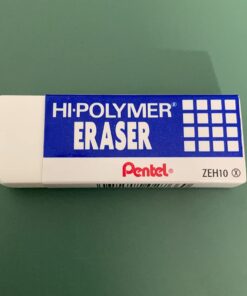 HI-POLYMER®
ERASER
Pentel®
ZEH10 Ⓧ